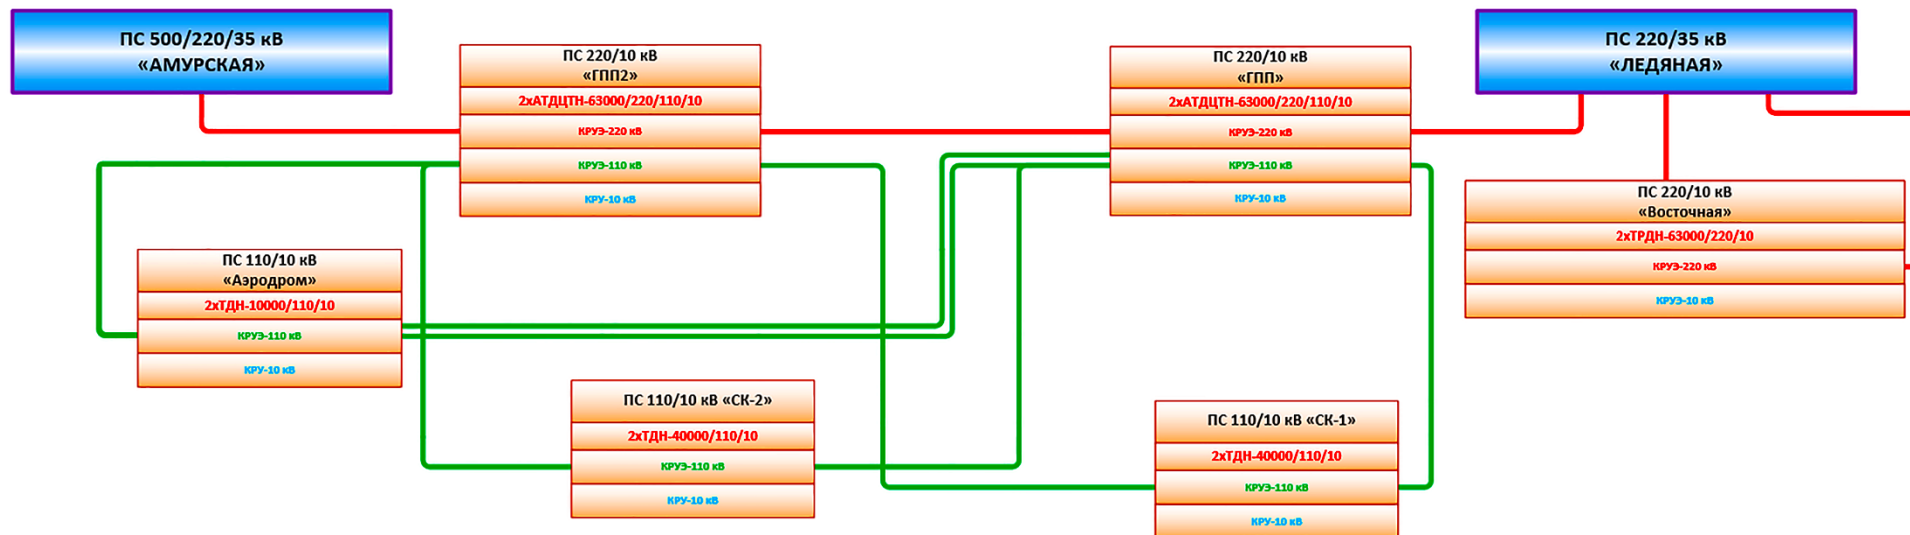 ПС 500/220/35 кВ
«АМУРСКАЯ»
ПС 220/10 кВ
«ГПП2»
2хАТДЦТН-63000/220/110/10
КРУЭ-220 кВ
КРУЭ-110 кВ
КРУ-10 кВ
ПС 220/10 кВ
«ГПП»
2хАТДЦТН-63000/220/110/10
КРУЭ-220 кВ
КРУЭ-110 кВ
КРУ-10 кВ
ПС 220/35 кВ
«ЛЕДЯНАЯ»
ПС 220/10 кВ
«Восточная»
2хТРДН-63000/220/10
КРУЭ-220 кВ
КРУЭ-10 кВ
ПС 110/10 кВ
«Аэродром»
2хТДН-10000/110/10
КРУЭ-110 кВ
КРУ-10 кВ
ПС 110/10 кВ «СК-2»
2хТДН-40000/110/10
КРУЭ-110 кВ
КРУ-10 кВ
ПС 110/10 кВ «СК-1»
2хТДН-40000/110/10
КРУЭ-110 кВ
КРУ-10 кВ